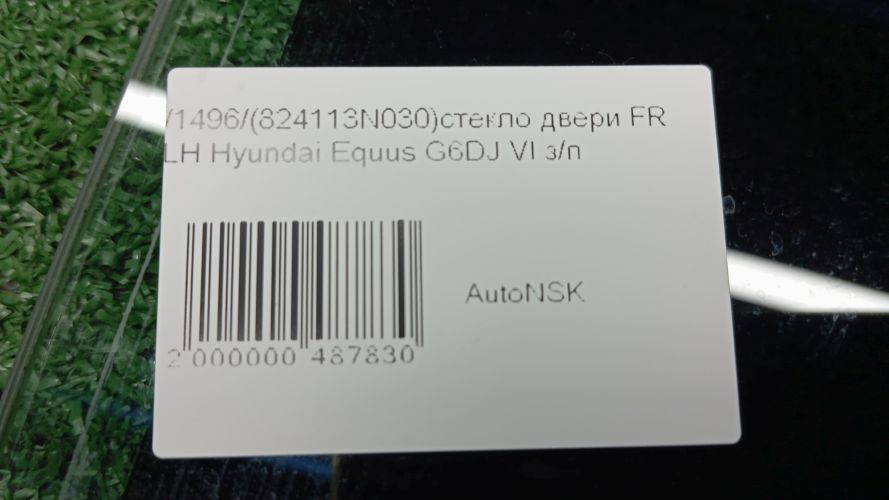 /1496/(824113N030)стекло двери FR
LH Hyundai Equus G6DJ VI з/п
AutoNSK
2 000000 487830